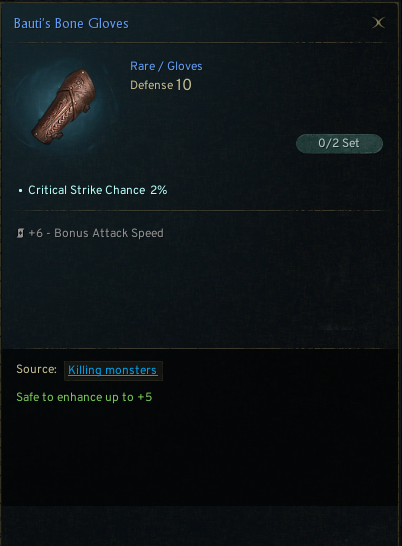 Bauti's Bone Gloves
Rare / Gloves
Defense 10
0/2 Set
• Critical Strike Chance 2%
+6 - Bonus Attack Speed
Source: Killing monsters
Safe to enhance up to +5